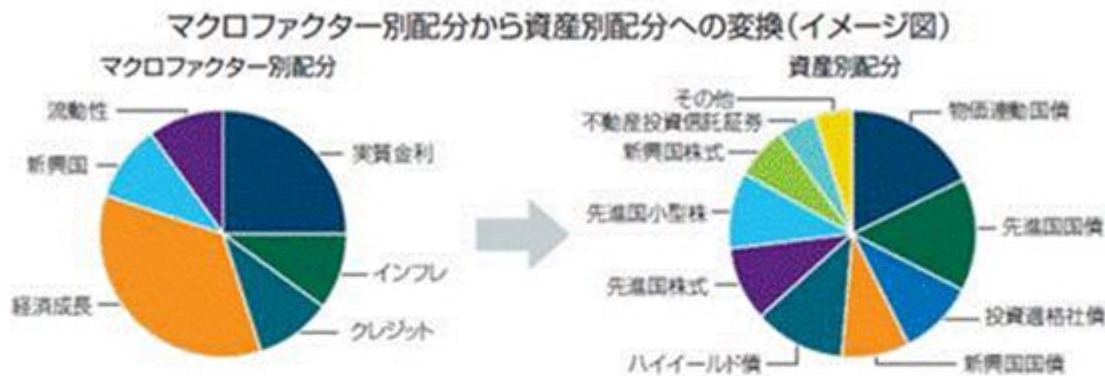 マクロファクター別配分から資産別配分への変換(イメージ図)
マクロファクター別配分
流動性
新興国
経済成長
実質金利
インフレ
クレジット
資産別配分
その他
不動産投資信託証券
新興国株式
先進国小型株
先進国株式
ハイイールド債
物価連動国債
先進国国債
投資適格社債
新興国国債